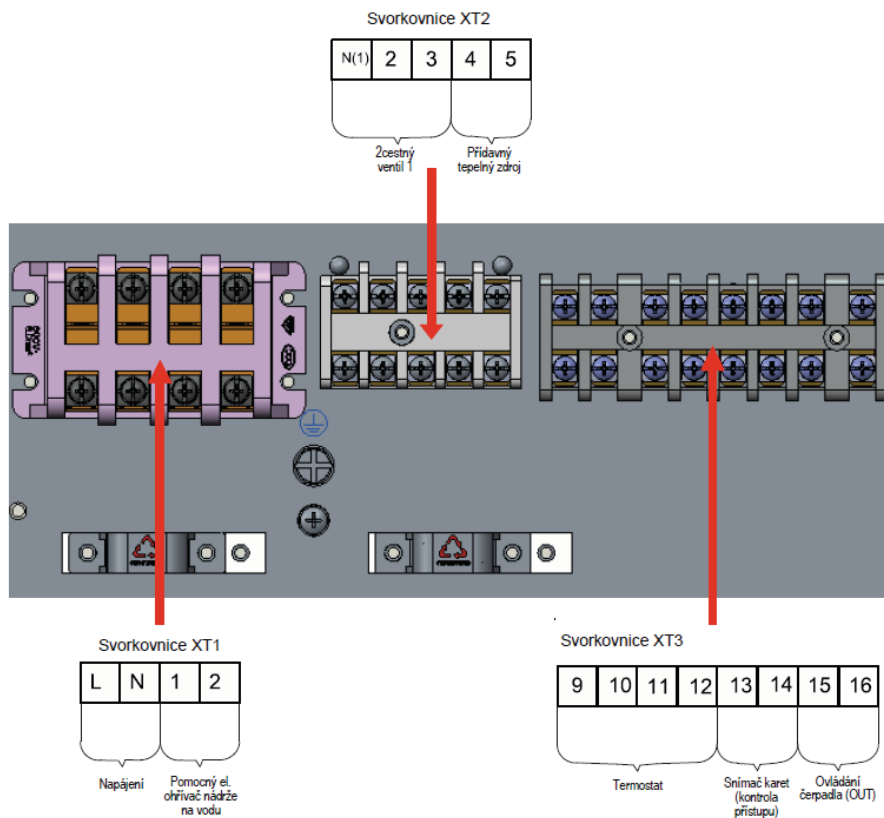 Svorkovnice XT2
N(1) 2 3 4 5
2cestný
ventil 1
Přídavný
tepelný zdroj
Svorkovnice XT1
L N 1 2
Napájení
Pomocný el.
ohřívač nádrže
na vodu
Svorkovnice XT3
9 10 11 12 13 14 15 16
Termostat
Snímač karet
(kontrola
přístupu)
Ovládání
čerpadla (OUT)